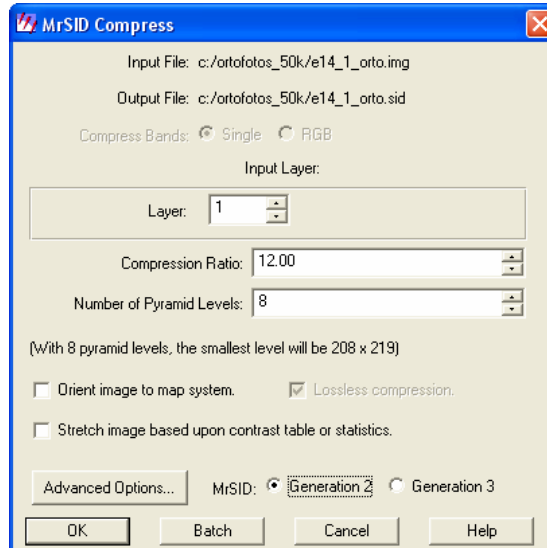 MrSID Compress
Input File: c:/ortofotos_50k/e14_1_orto.img
Output File: c:/ortofotos_50k/e14_1_orto.sid
Compress Bands: Single RGB
Input Layer:
Layer: 1
Compression Ratio: 12.00
Number of Pyramid Levels: 8
(With 8 pyramid levels, the smallest level will be 208 x 219)
Orient image to map system. Lossless compression.
Stretch image based upon contrast table or statistics.
Advanced Options... MrSID: Generation 2 Generation 3
OK Batch Cancel Help